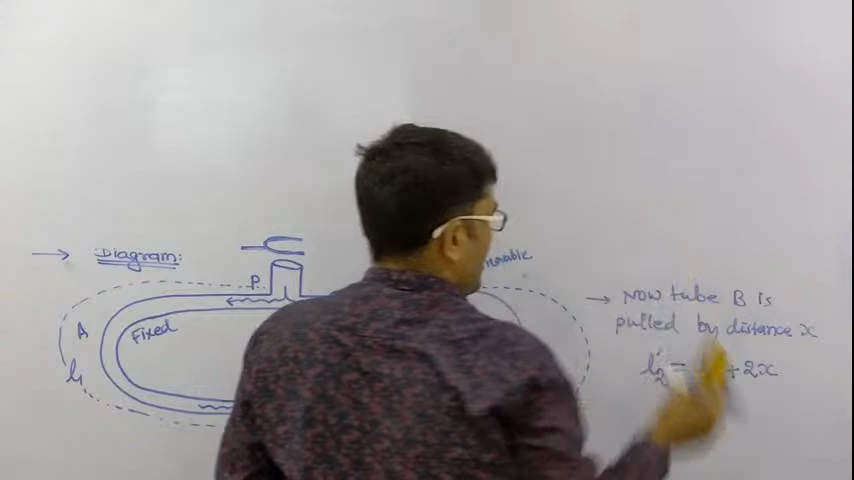 Diagram:
P
movable
A
Fixed
l₁
Now tube B is
pulled by distance x
l₂' = + 2x